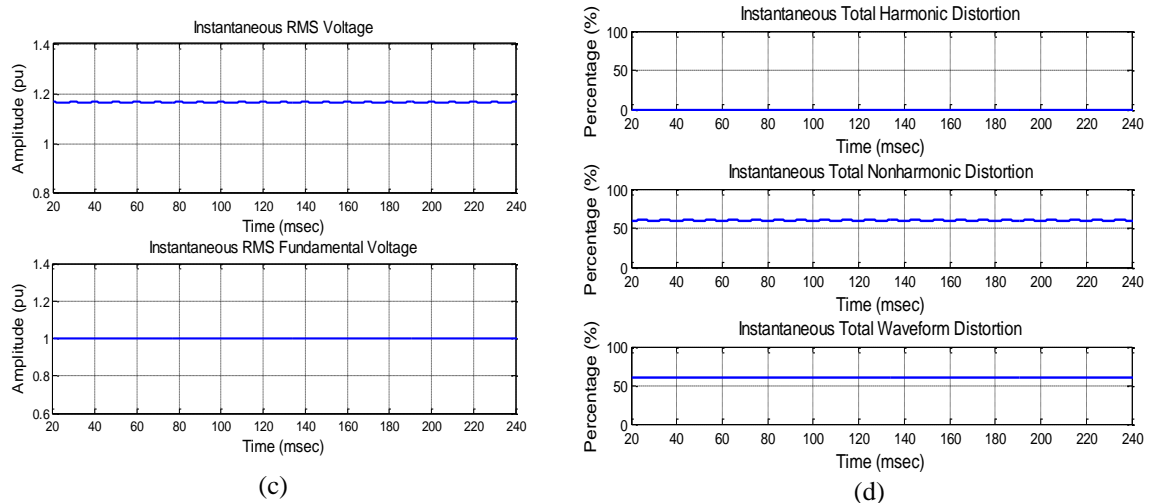 Instantaneous RMS Voltage
Amplitude (pu)
1.4
1.2
1
0.8
20 40 60 80 100 120 140 160 180 200 220 240
Time (msec)
Instantaneous RMS Fundamental Voltage
Amplitude (pu)
1.4
1.2
1
0.8
0.6
20 40 60 80 100 120 140 160 180 200 220 240
Time (msec)
(c)
Instantaneous Total Harmonic Distortion
Percentage (%)
100
50
0
20 40 60 80 100 120 140 160 180 200 220 240
Time (msec)
Instantaneous Total Nonharmonic Distortion
Percentage (%)
100
50
0
20 40 60 80 100 120 140 160 180 200 220 240
Time (msec)
Instantaneous Total Waveform Distortion
Percentage (%)
100
50
0
20 40 60 80 100 120 140 160 180 200 220 240
Time (msec)
(d)